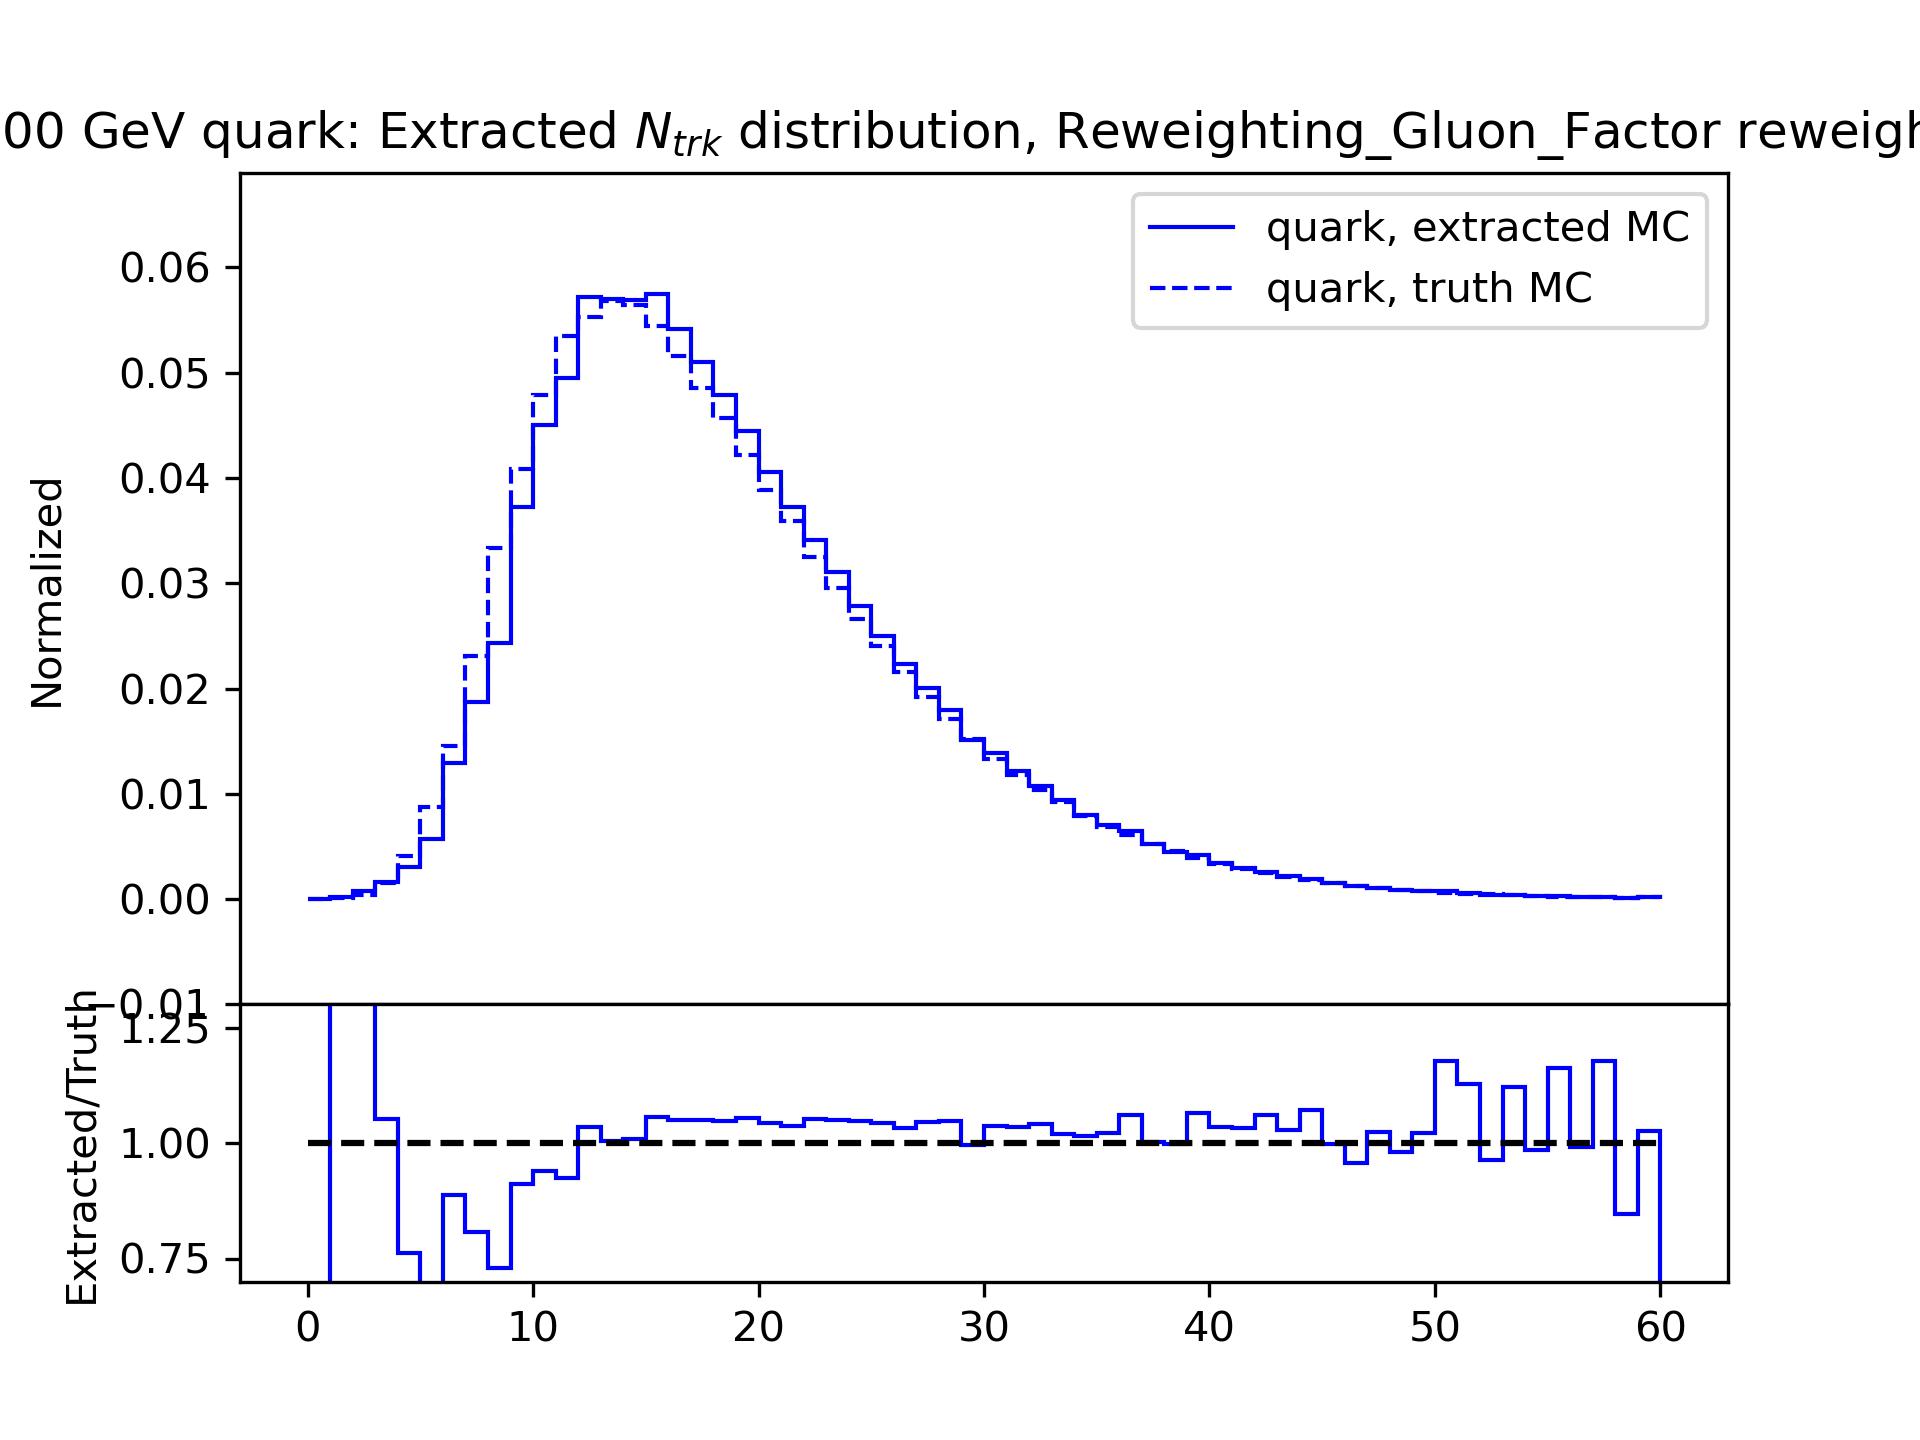 00 GeV quark: Extracted N_trk distribution, Reweighting_Gluon_Factor reweigh
quark, extracted MC
quark, truth MC
Normalized
0.06
0.05
0.04
0.03
0.02
0.01
0.00
−0.01
Extracted/Truth
1.25
1.00
0.75
0 10 20 30 40 50 60